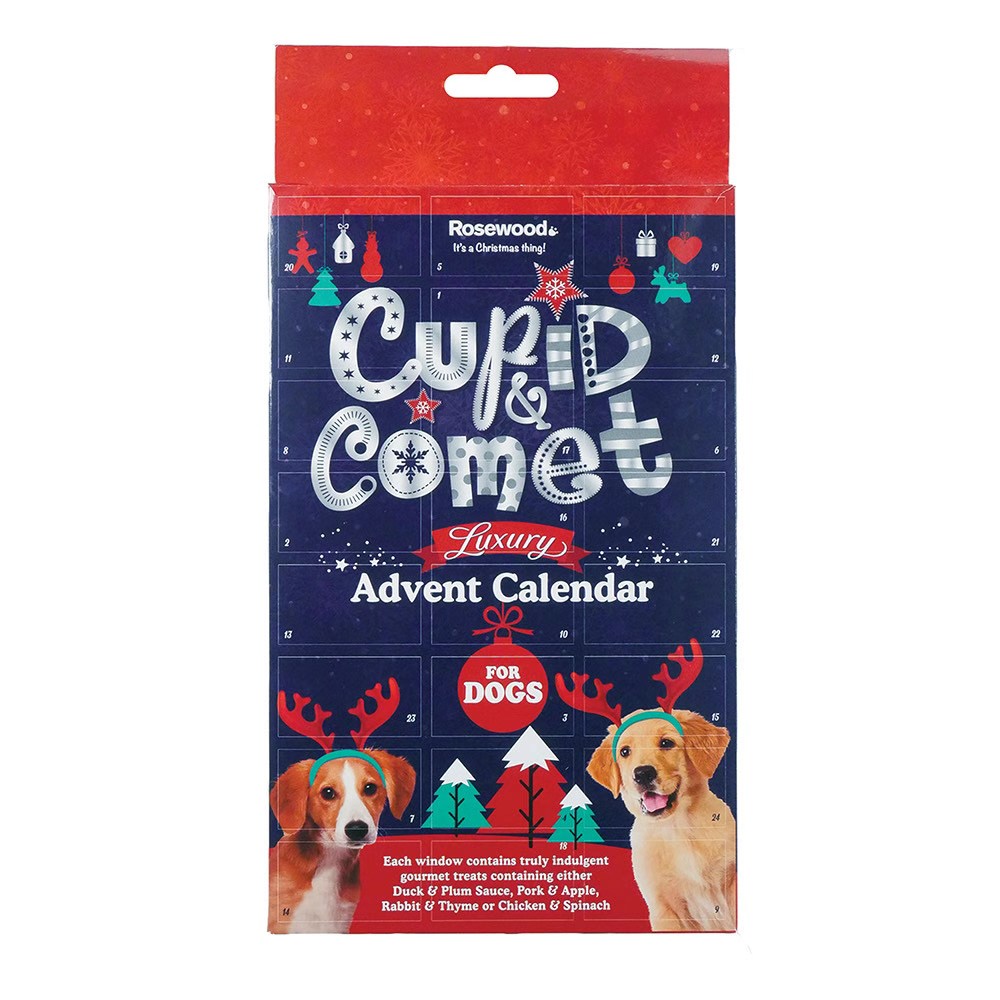 Rosewood
It's a Christmas thing!
20
5
19
1
Cupid
11
12
&
Comet
8
17
6
16
2
21
Luxury
Advent Calendar
13
10
22
FOR
DOGS
23
3
15
7
24
18
Each window contains truly indulgent
gourmet treats containing either
Duck & Plum Sauce, Pork & Apple,
Rabbit & Thyme or Chicken & Spinach
14
9